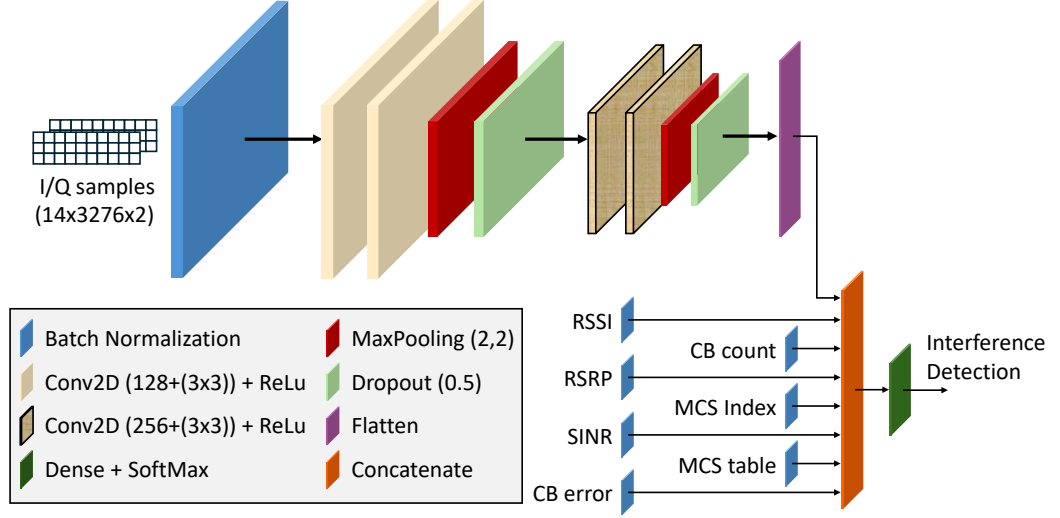 I/Q samples
(14x3276x2)
Batch Normalization
Conv2D (128+(3x3)) + ReLu
Conv2D (256+(3x3)) + ReLu
Dense + SoftMax
MaxPooling (2,2)
Dropout (0.5)
Flatten
Concatenate
RSSI
CB count
RSRP
MCS Index
SINR
MCS table
CB error
Interference
Detection